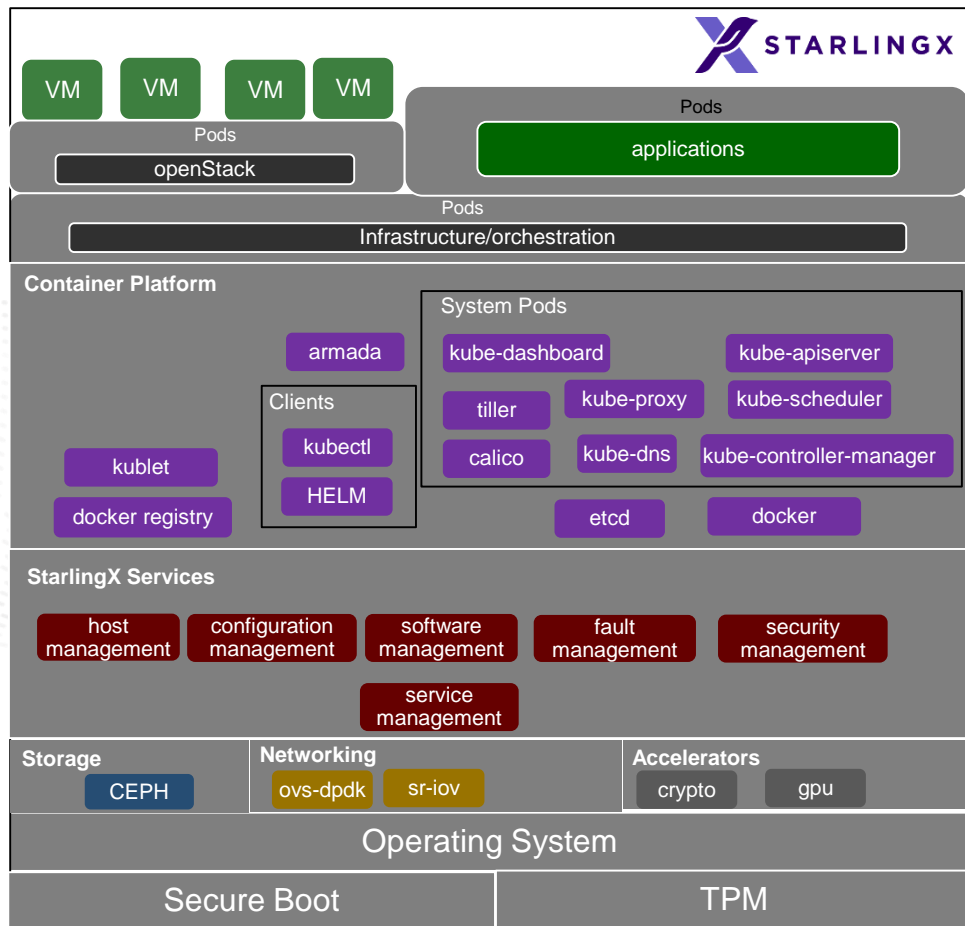 STARLINGX
VM
VM
VM
VM
Pods
openStack
Pods
applications
Pods
Infrastructure/orchestration
Container Platform
System Pods
armada
kube-dashboard
kube-apiserver
Clients
tiller
kube-proxy
kube-scheduler
kubectl
kublet
calico
kube-dns
kube-controller-manager
HELM
docker registry
etcd
docker
StarlingX Services
host
management
configuration
management
software
management
fault
management
security
management
service
management
Storage
CEPH
Networking
ovs-dpdk
sr-iov
Accelerators
crypto
gpu
Operating System
Secure Boot
TPM